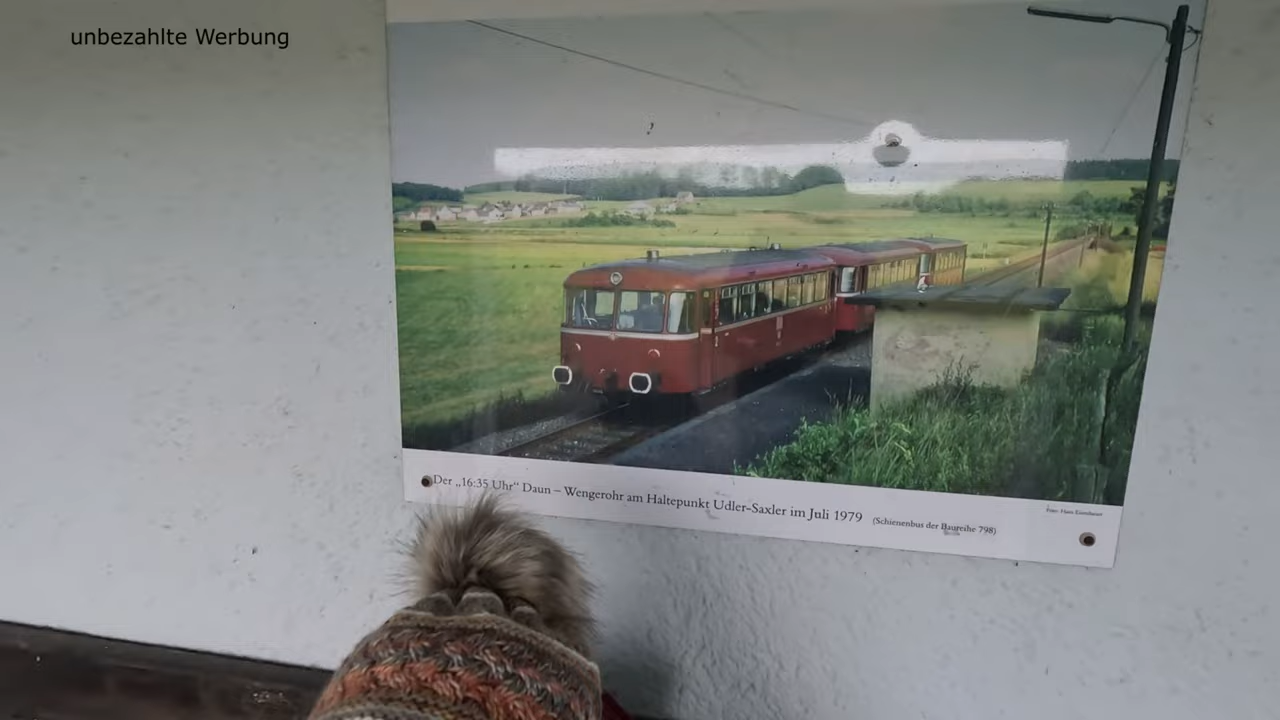 unbezahlte Werbung
Der „16:35 Uhr“ Daun – Wengerohr am Haltepunkt Udler-Saxler im Juli 1979 (Schienenbus der Baureihe 798)